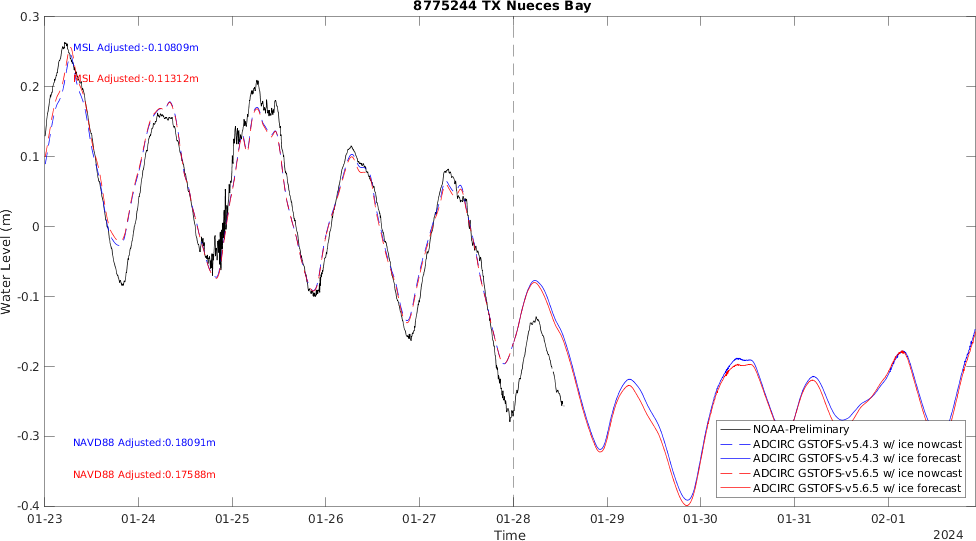 8775244 TX Nueces Bay
0.3
0.2
0.1
0
-0.1
-0.2
-0.3
-0.4
Water Level (m)
MSL Adjusted:-0.10809m
MSL Adjusted:-0.11312m
NAVD88 Adjusted:0.18091m
NAVD88 Adjusted:0.17588m
NOAA-Preliminary
ADCIRC GSTOFS-v5.4.3 w/ ice nowcast
ADCIRC GSTOFS-v5.4.3 w/ ice forecast
ADCIRC GSTOFS-v5.6.5 w/ ice nowcast
ADCIRC GSTOFS-v5.6.5 w/ ice forecast
01-23 01-24 01-25 01-26 01-27 01-28 01-29 01-30 01-31 02-01
Time
2024